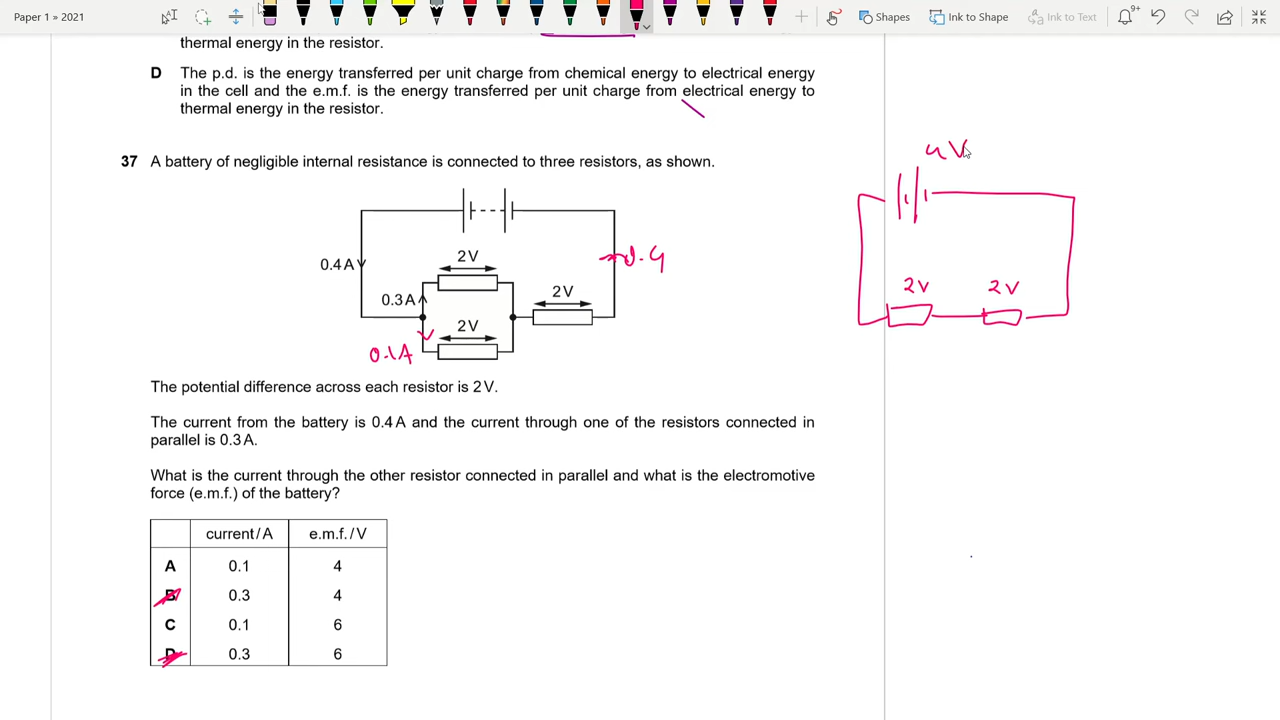 Paper 1 » 2021
Shapes
Ink to Shape
Ink to Text
9+
thermal energy in the resistor.
D The p.d. is the energy transferred per unit charge from chemical energy to electrical energy
in the cell and the e.m.f. is the energy transferred per unit charge from electrical energy to
thermal energy in the resistor.
37 A battery of negligible internal resistance is connected to three resistors, as shown.
4V
2V
0.4A
0.4
2V
0.3A
2V
2V
2V
2V
0.1A
The potential difference across each resistor is 2V.
The current from the battery is 0.4A and the current through one of the resistors connected in
parallel is 0.3A.
What is the current through the other resistor connected in parallel and what is the electromotive
force (e.m.f.) of the battery?
current/A e.m.f./V
A 0.1 4
B 0.3 4
C 0.1 6
D 0.3 6